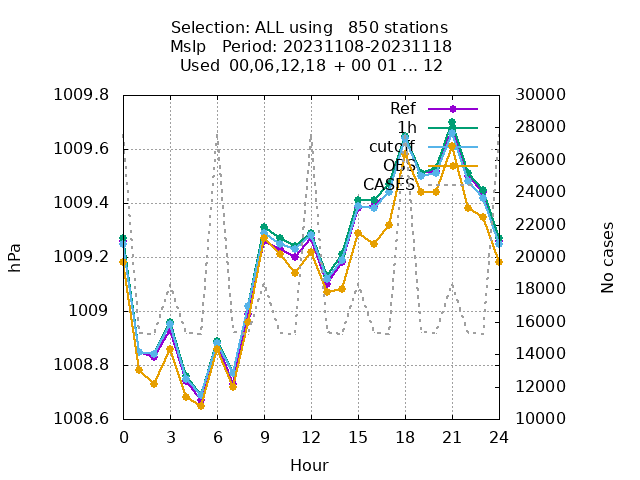 Selection: ALL using   850 stations
Mslp   Period: 20231108-20231118
Used  00,06,12,18 + 00 01 ... 12
1009.8
1009.6
1009.4
1009.2
1009
1008.8
1008.6
hPa
30000
28000
26000
24000
22000
20000
18000
16000
14000
12000
10000
No cases
Ref
1h
cutoff
OBS
CASES
0 3 6 9 12 15 18 21 24
Hour